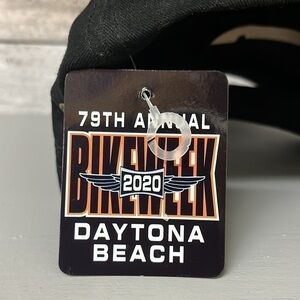 79TH ANNUAL
BIKEWEEK
2020
DAYTONA
BEACH